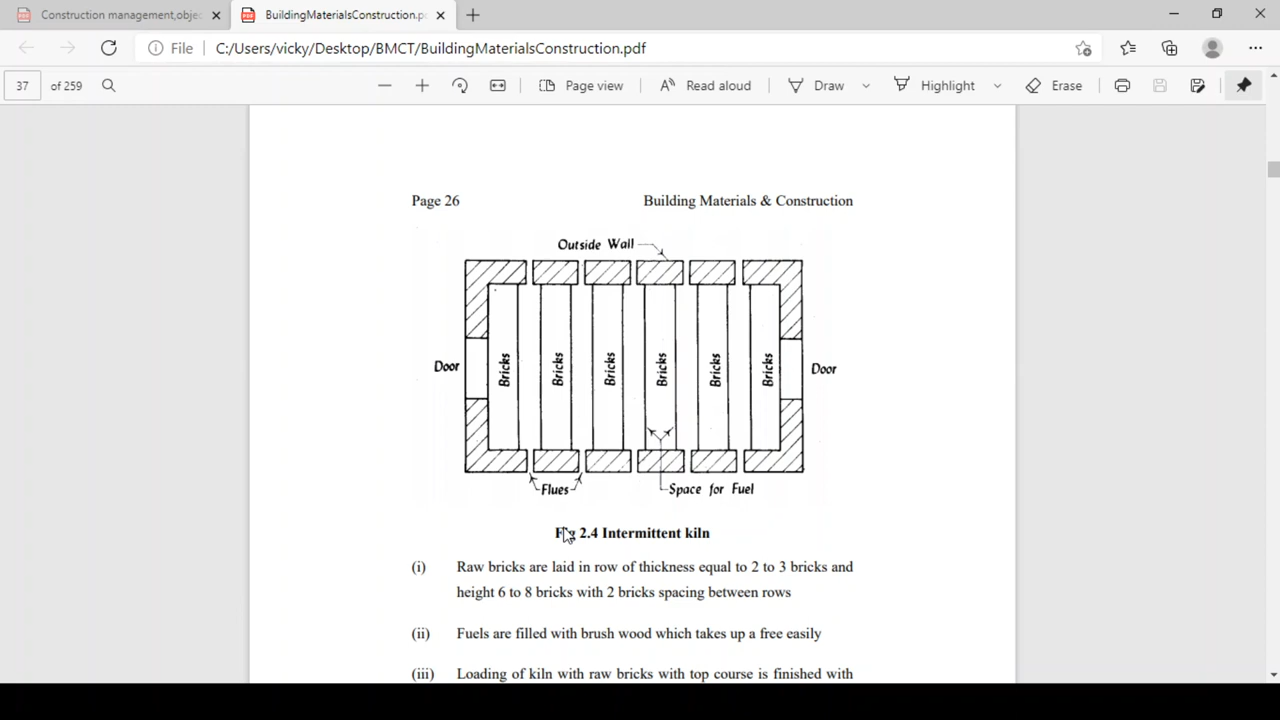 Construction management,objec
BuildingMaterialsConstruction.pd
File
C:/Users/vicky/Desktop/BMCT/BuildingMaterialsConstruction.pdf
37 of 259
Page view
Read aloud
Draw
Highlight
Erase
Page 26 Building Materials & Construction
Outside Wall
Door
Bricks
Bricks
Bricks
Bricks
Bricks
Bricks
Door
Flues
Space for Fuel
Fig 2.4 Intermittent kiln
(i) Raw bricks are laid in row of thickness equal to 2 to 3 bricks and
height 6 to 8 bricks with 2 bricks spacing between rows
(ii) Fuels are filled with brush wood which takes up a free easily
(iii) Loading of kiln with raw bricks with top course is finished with